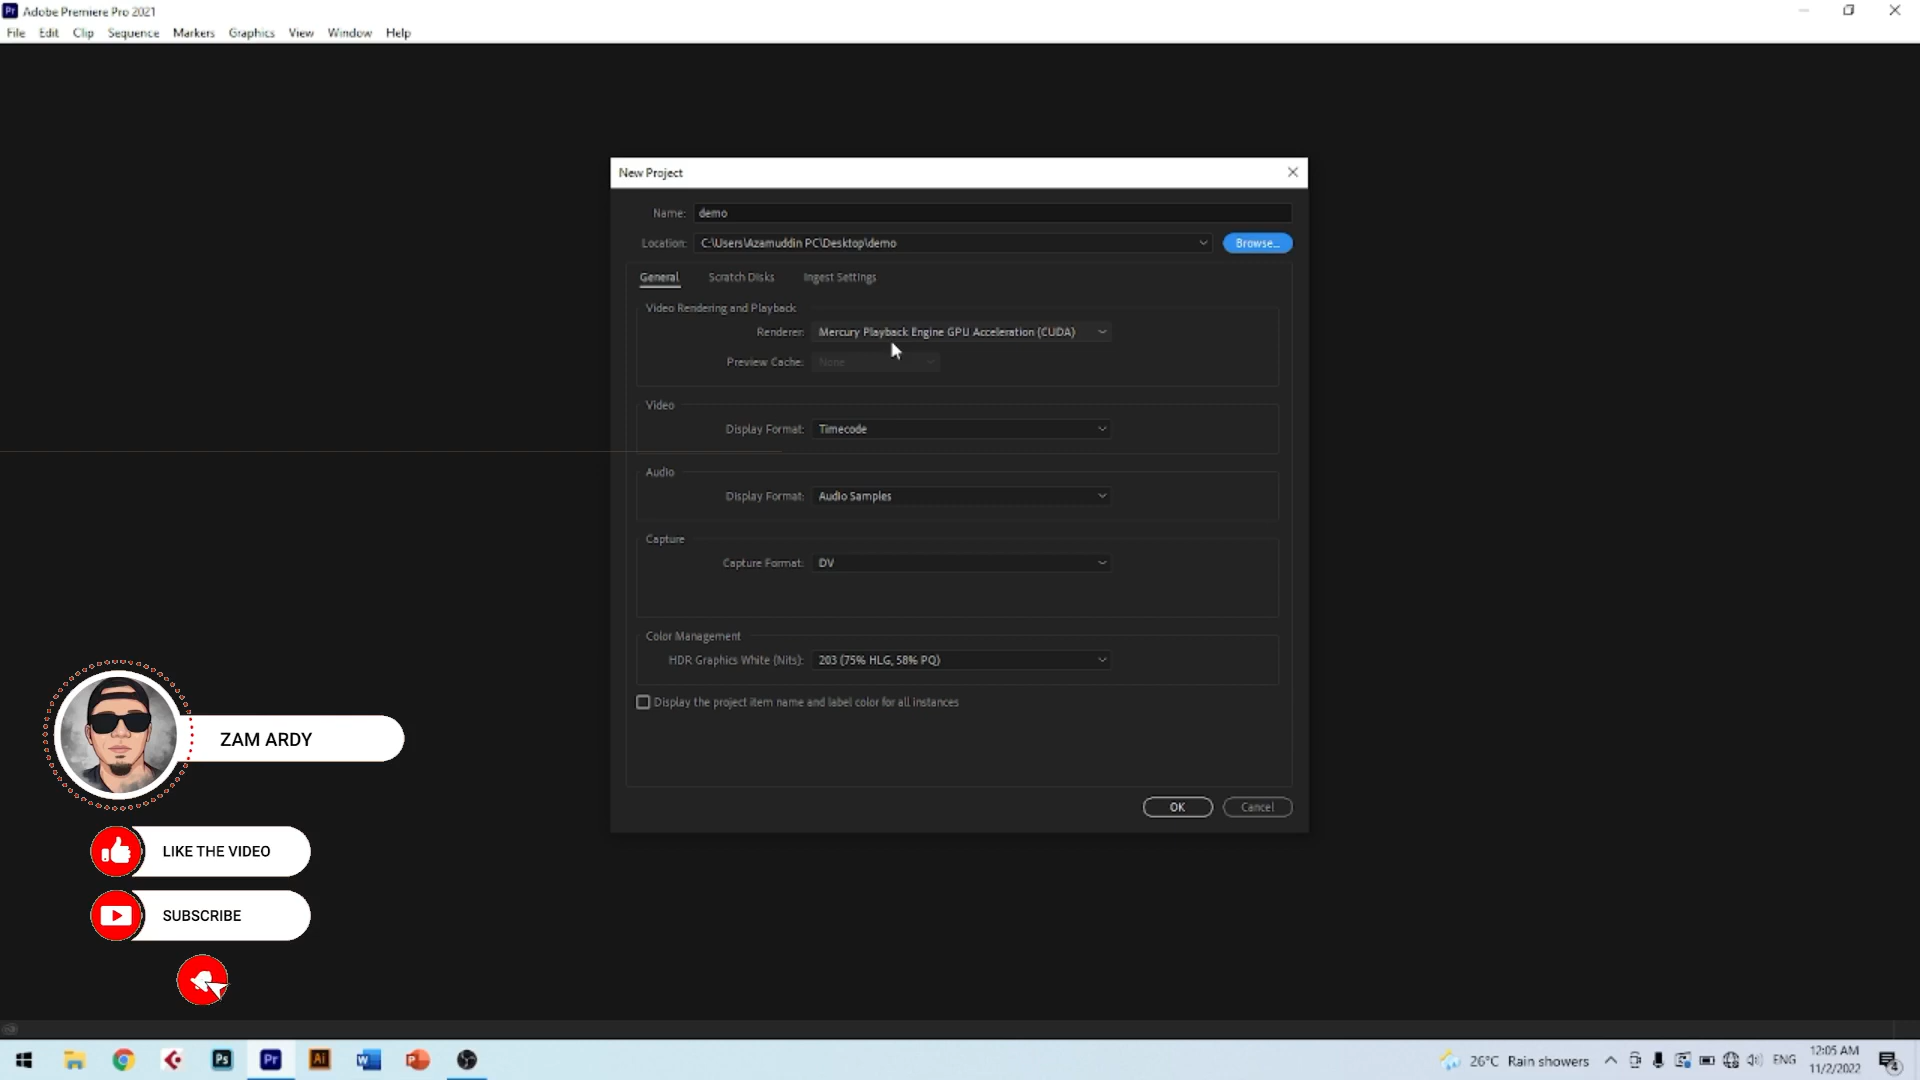 Pr Adobe Premiere Pro 2021
File Edit Clip Sequence Markers Graphics View Window Help
New Project
Name: demo
Location: C:\Users\Azamuddin PC\Desktop\demo Browse...
General Scratch Disks Ingest Settings
Video Rendering and Playback
Renderer: Mercury Playback Engine GPU Acceleration (CUDA)
Preview Cache: None
Video
Display Format: Timecode
Audio
Display Format: Audio Samples
Capture
Capture Format: DV
Color Management
HDR Graphics White (Nits): 203 (75% HLG, 58% PQ)
Display the project item name and label color for all instances
OK Cancel
ZAM ARDY
LIKE THE VIDEO
SUBSCRIBE
Ps Pr Ai W P 26°C Rain showers ENG 12:05 AM
11/2/2022 4